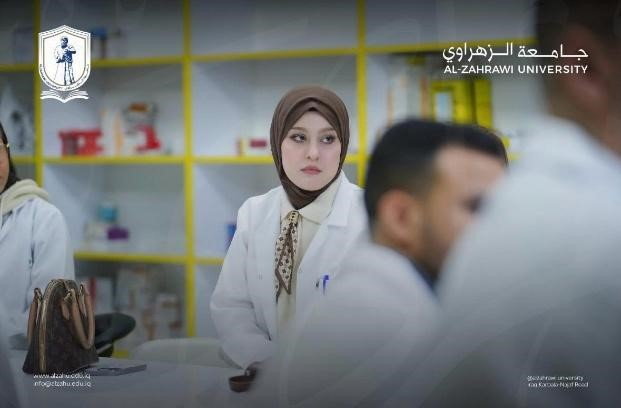 جامعة الزهراوي
AL-ZAHRAWI UNIVERSITY
www.alzahu.edu.iq
info@alzahu.edu.iq
@alzahrawi university
Iraq Karbala-Najaf Road